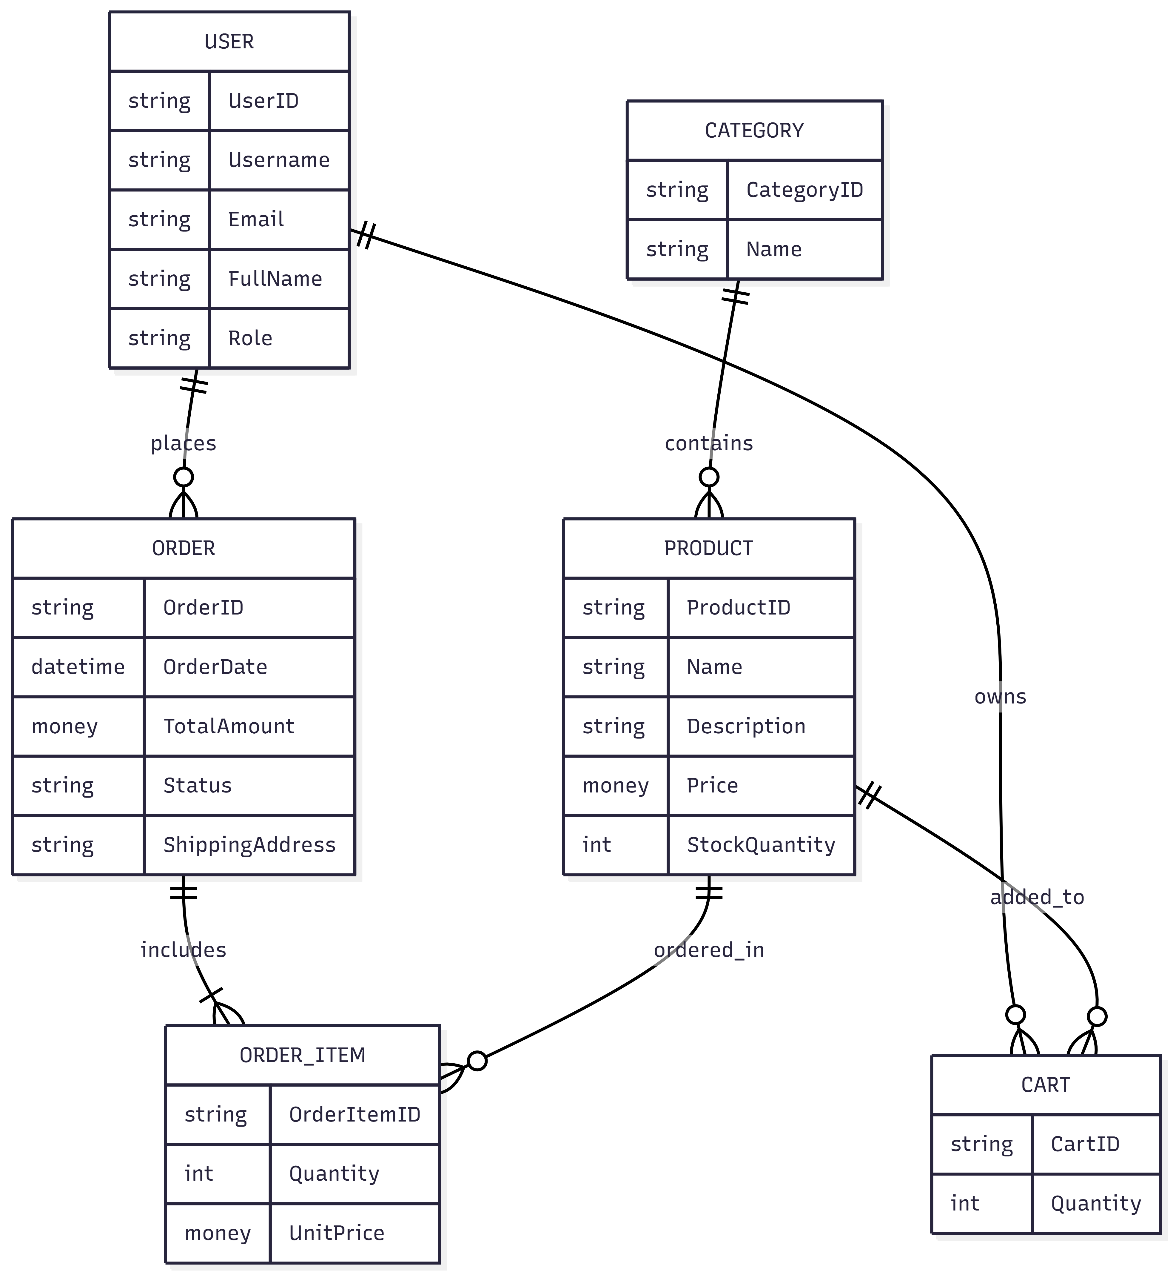 USER
string UserID
string Username
string Email
string FullName
string Role
CATEGORY
string CategoryID
string Name
places
contains
ORDER
string OrderID
datetime OrderDate
money TotalAmount
string Status
string ShippingAddress
PRODUCT
string ProductID
string Name
string Description
money Price
int StockQuantity
owns
added_to
includes
ordered_in
ORDER_ITEM
string OrderItemID
int Quantity
money UnitPrice
CART
string CartID
int Quantity